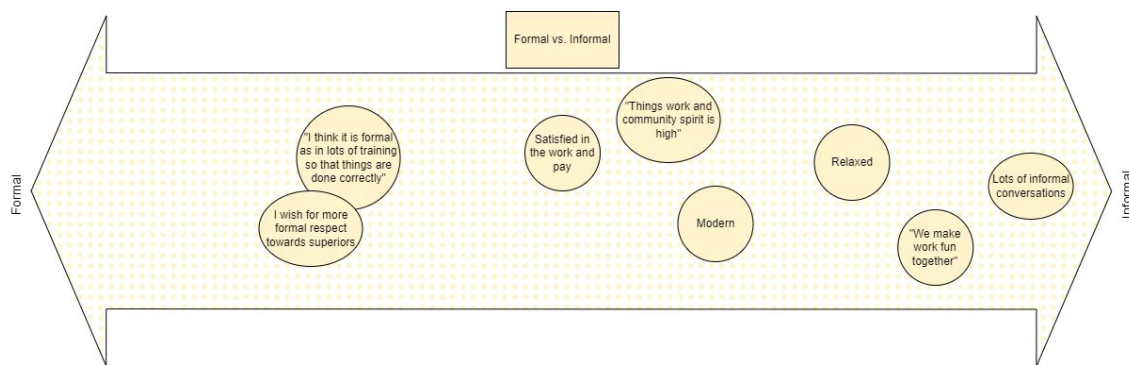 Formal vs. Informal
"Things work and
community spirit is
high"
"I think it is formal
as in lots of training
so that things are
done correctly"
Satisfied in
the work and
pay
Relaxed
Lots of informal
conversations
Formal
Informal
I wish for more
formal respect
towards superiors
Modern
"We make
work fun
together"